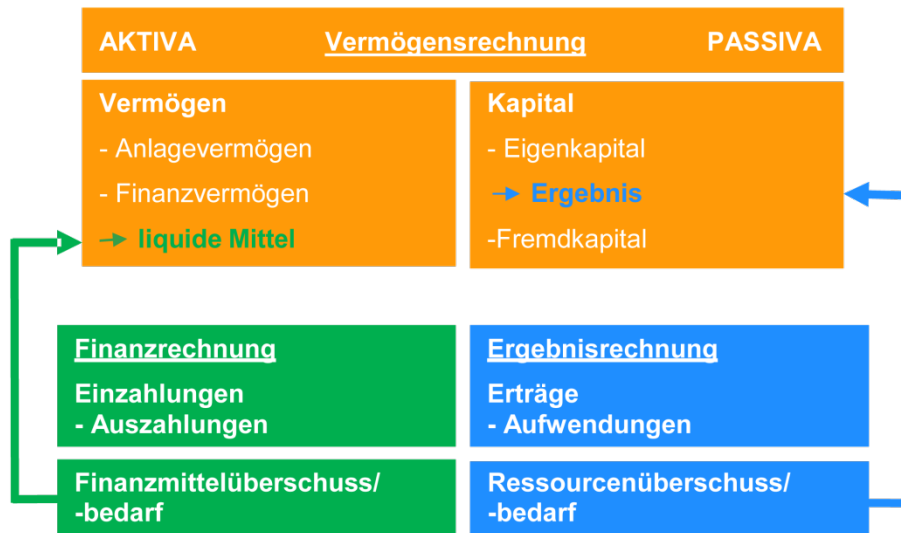 AKTIVA Vermögensrechnung PASSIVA
Vermögen
- Anlagevermögen
- Finanzvermögen
→ liquide Mittel
Kapital
- Eigenkapital
→ Ergebnis
-Fremdkapital
Finanzrechnung
Einzahlungen
- Auszahlungen
Finanzmittelüberschuss/
-bedarf
Ergebnisrechnung
Erträge
- Aufwendungen
Ressourcenüberschuss/
-bedarf